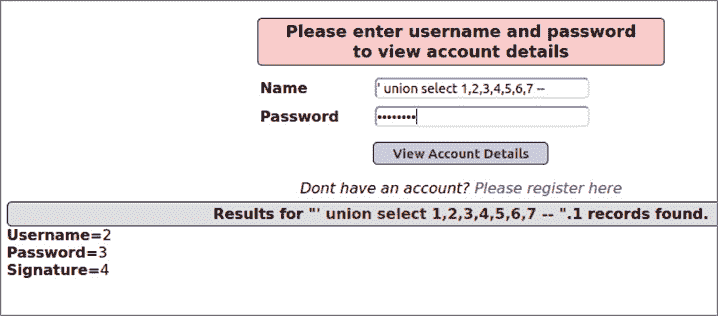 Please enter username and password
to view account details
Name
' union select 1,2,3,4,5,6,7 --
Password
••••••••
View Account Details
Dont have an account? Please register here
Results for "' union select 1,2,3,4,5,6,7 -- ".1 records found.
Username=2
Password=3
Signature=4